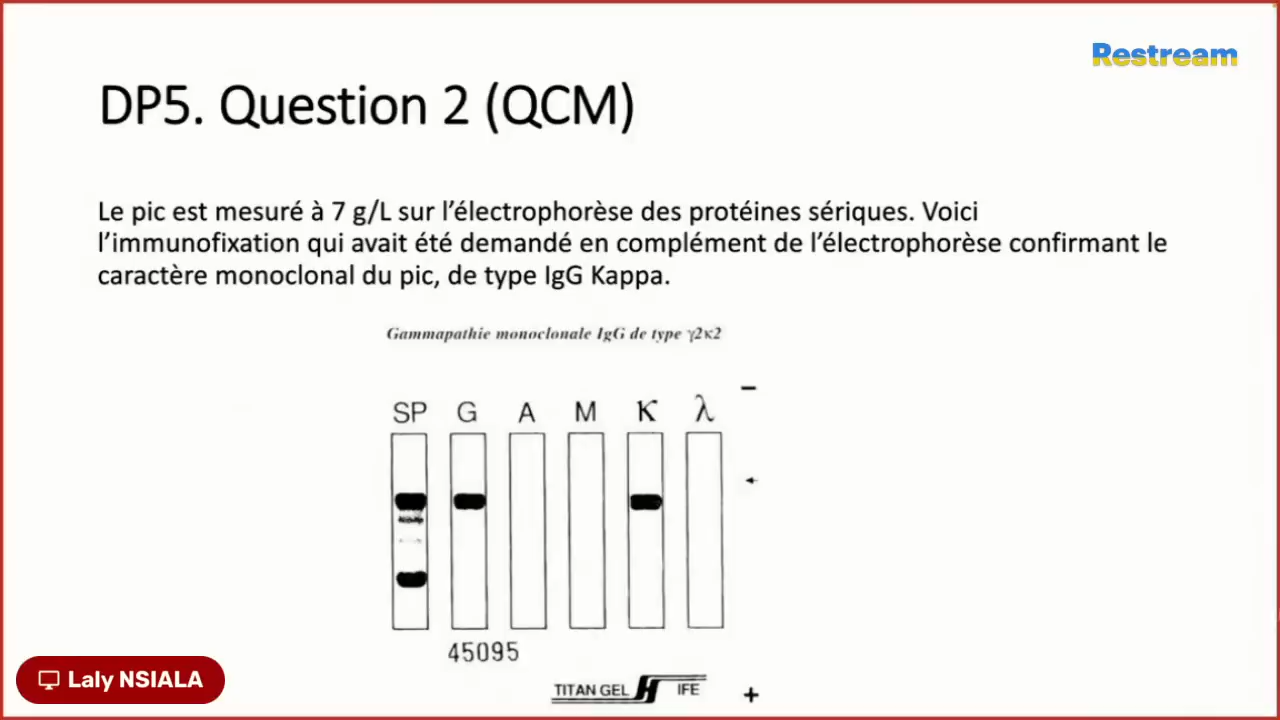 Restream
DP5. Question 2 (QCM)
Le pic est mesuré à 7 g/L sur l’électrophorèse des protéines sériques. Voici
l’immunofixation qui avait été demandé en complément de l’électrophorèse confirmant le
caractère monoclonal du pic, de type IgG Kappa.
Gammapathie monoclonale IgG de type γ2κ2
−
SP G A M K λ
45095
TITAN GEL H IFE
+
Laly NSIALA